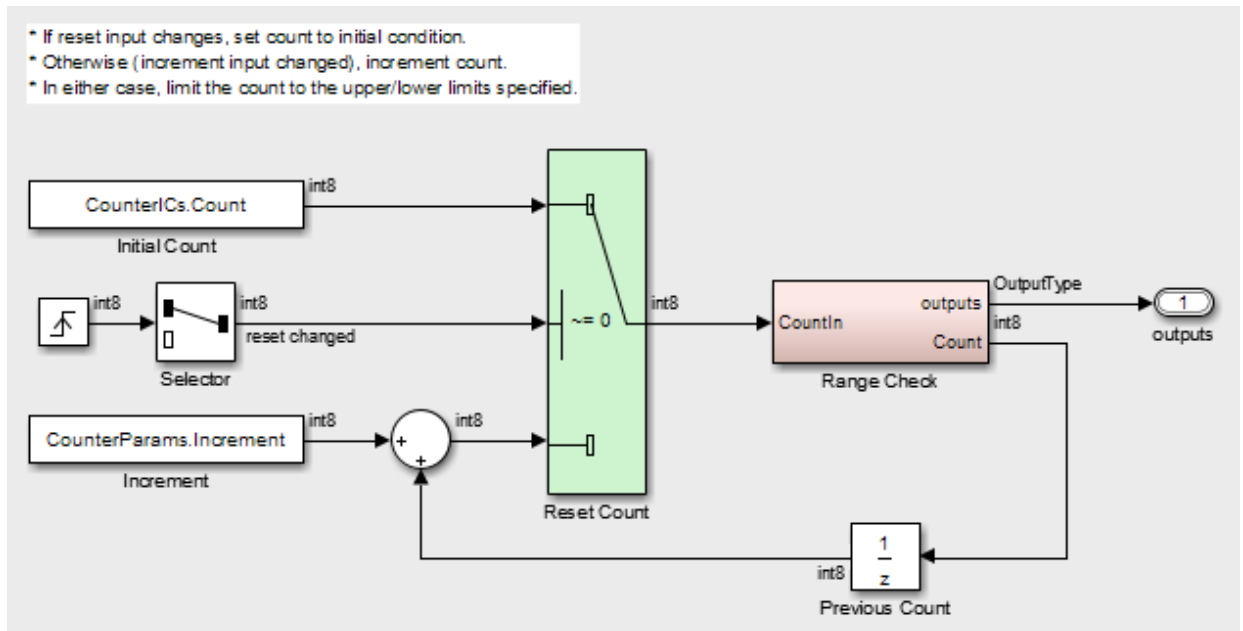 * If reset input changes, set count to initial condition.
* Otherwise (increment input changed), increment count.
* In either case, limit the count to the upper/lower limits specified.
CounterICs.Count
int8
Initial Count
int8
int8
reset changed
Selector
CounterParams.Increment
int8
Increment
+
+
int8
~= 0
Reset Count
int8
CountIn
outputs
Count
Range Check
OutputType
int8
1
outputs
1
z
int8
Previous Count